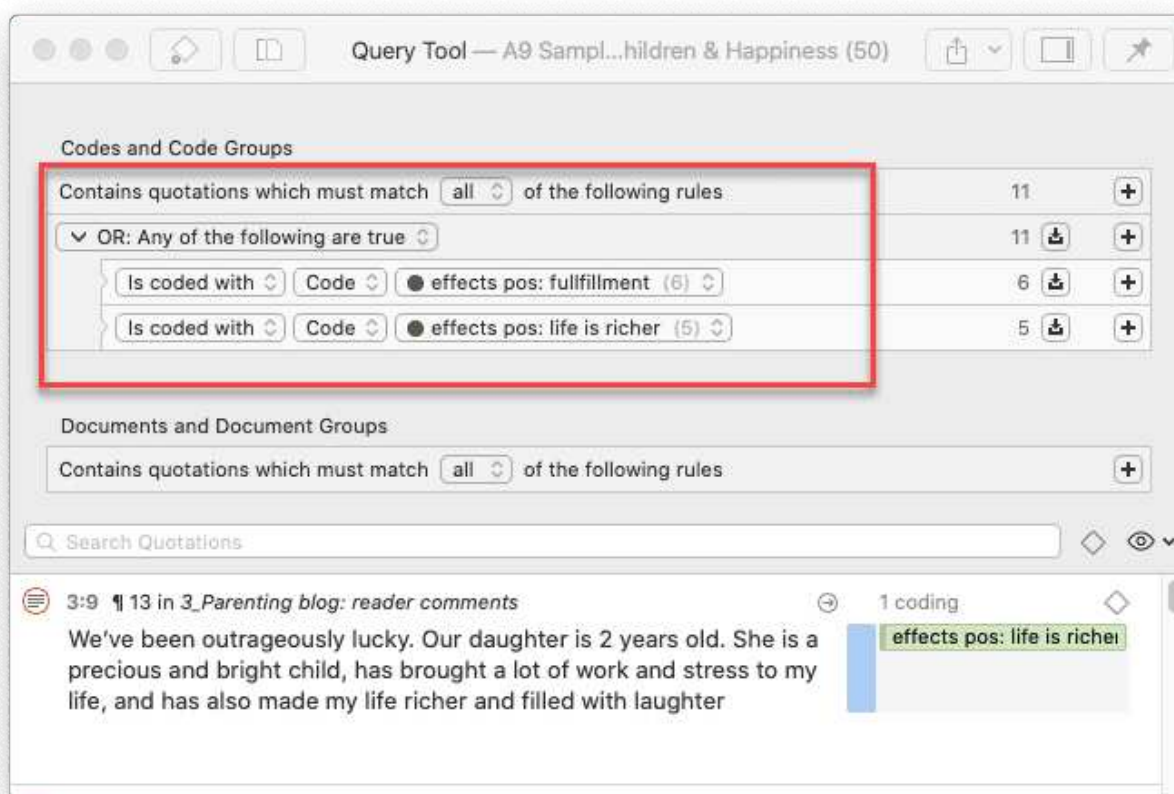 Query Tool — A9 Sampl...hildren & Happiness (50)
Codes and Code Groups
Contains quotations which must match all of the following rules 11
OR: Any of the following are true 11
Is coded with Code effects pos: fullfillment (6) 6
Is coded with Code effects pos: life is richer (5) 5
Documents and Document Groups
Contains quotations which must match all of the following rules
Search Quotations
3:9 ¶ 13 in 3_Parenting blog: reader comments 1 coding
We've been outrageously lucky. Our daughter is 2 years old. She is a effects pos: life is richer
precious and bright child, has brought a lot of work and stress to my
life, and has also made my life richer and filled with laughter